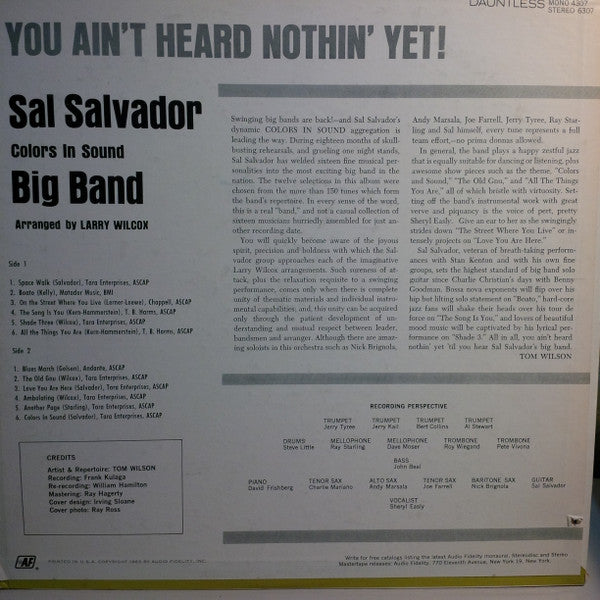 DAUNTLESS MONO 4307
STEREO 6307
YOU AIN'T HEARD NOTHIN' YET!
Sal Salvador
Colors In Sound
Big Band
Arranged by LARRY WILCOX
Side 1
1. Space Walk (Salvador), Tara Enterprises, ASCAP
2. Boato (Kelly), Matador Music, BMI
3. On the Street Where You Live (Lerner-Loewe), Chappell, ASCAP
4. The Song Is You (Kern-Hammerstein), T. B. Harms, ASCAP
5. Shade Three (Wilcox), Tara Enterprises, ASCAP
6. All the Things You Are (Kern-Hammerstein), T. B. Harms, ASCAP
Side 2
1. Blues March (Golson), Andante, ASCAP
2. The Old Gnu (Wilcox), Tara Enterprises, ASCAP
3. Love You Are Here (Salvador), Tara Enterprises, ASCAP
4. Ambolating (Wilcox), Tara Enterprises, ASCAP
5. Another Page (Starling), Tara Enterprises, ASCAP
6. Colors in Sound (Salvador), Tara Enterprises, ASCAP
CREDITS
Artist & Repertoire: TOM WILSON
Recording: Frank Kulaga
Re-recording: William Hamilton
Mastering: Ray Hagerty
Cover design: Irving Sloane
Cover photo: Ray Ross
Swinging big bands are back!—and Sal Salvador's
dynamic COLORS IN SOUND aggregation is
leading the way. During eighteen months of skull-
busting rehearsals, and grueling one night stands,
Sal Salvador has welded sixteen fine musical per-
sonalities into the most exciting big band in the
nation. The twelve selections in this album were
chosen from the more than 150 tunes which form
the band's repertoire. In every sense of the word,
this is a real "band," and not a casual collection of
sixteen musicians hurriedly assembled for just an-
other recording date.
You will quickly become aware of the joyous
spirit, precision and boldness with which the Sal-
vador group approaches each of the imaginative
Larry Wilcox arrangements. Such sureness of at-
tack, plus the relaxation requisite to a swinging
performance, comes only when there is complete
unity of thematic materials and individual instru-
mental capabilities; and, this unity can be acquired
only through the patient development of un-
derstanding and mutual respect between leader,
bandsmen and arranger. Although there are amaz-
ing soloists in this orchestra such as Nick Brignola,
Andy Marsala, Joe Farrell, Jerry Tyree, Ray Star-
ling and Sal himself, every tune represents a full
team effort,—no prima donnas allowed.
In general, the band plays a happy zestful jazz
that is equally suitable for dancing or listening, plus
awesome show pieces such as the theme, "Colors
and Sound," "The Old Gnu," and "All The Things
You Are," all of which bristle with virtuosity. Set-
ting off the band's instrumental work with great
verve and piquancy is the voice of pert, pretty
Sheryl Easly. Give an ear to her as she swingingly
strides down "The Street Where You Live" or in-
tensely projects on "Love You Are Here."
Sal Salvador, veteran of breath-taking perform-
ances with Stan Kenton and with his own fine
groups, sets the highest standard of big band solo
guitar since Charlie Christian's days with Benny
Goodman. Bossa nova exponents will flip over his
hip but lilting solo statement on "Boato," hard-core
jazz fans will shake their heads over his tour de
force on "The Song Is You," and lovers of beautiful
mood music will be captivated by his lyrical per-
formance on "Shade 3." All in all, you ain't heard
nothin' yet 'til you hear Sal Salvador's big band.
TOM WILSON
RECORDING PERSPECTIVE
TRUMPET TRUMPET TRUMPET TRUMPET
Jerry Tyree Jerry Kail Bert Collins Al Stewart
DRUMS MELLOPHONE MELLOPHONE TROMBONE TROMBONE
Steve Little Ray Starling Dave Moser Roy Wiegand Pete Vivona
BASS
John Beal
PIANO TENOR SAX ALTO SAX TENOR SAX BARITONE SAX GUITAR
David Frishberg Charlie Mariano Andy Marsala Joe Farrell Nick Brignola Sal Salvador
VOCALIST
Sheryl Easly
AF
PRINTED IN U.S.A. COPYRIGHT 1963 BY AUDIO FIDELITY, INC.
Write for free catalogs listing the latest Audio Fidelity monaural, Stereodisc and Stereo
Mastertape releases: Audio Fidelity, 770 Eleventh Avenue, New York 19, New York.